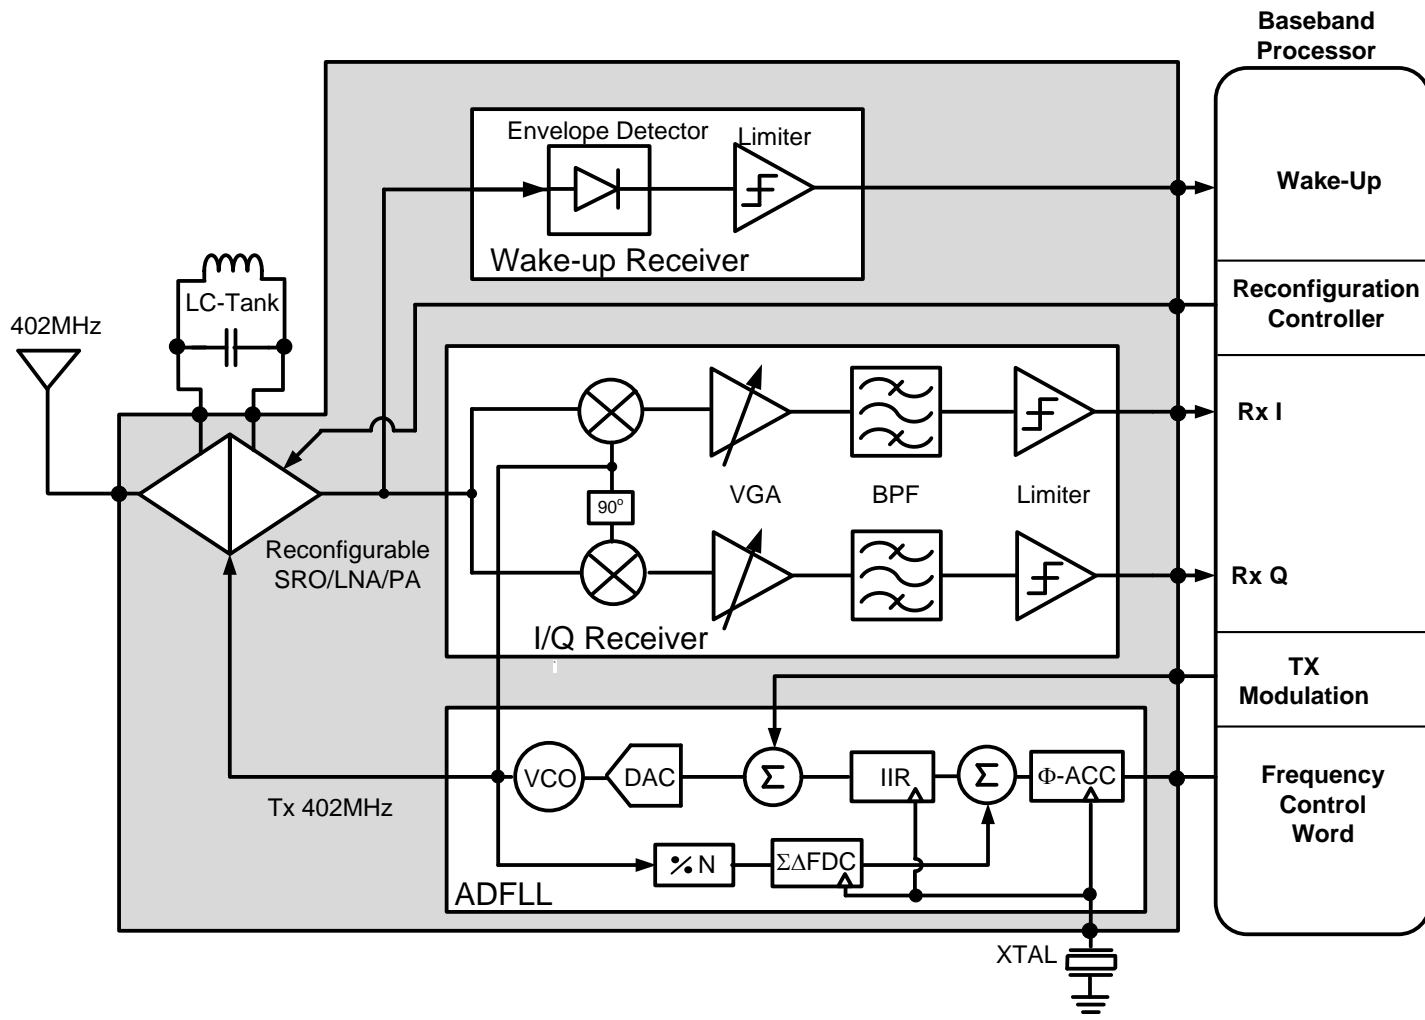 Baseband
Processor
Envelope Detector
Limiter
Wake-Up
Wake-up Receiver
LC-Tank
Reconfiguration
Controller
402MHz
Rx I
VGA
BPF
Limiter
90°
Reconfigurable
SRO/LNA/PA
Rx Q
I/Q Receiver
TX
Modulation
VCO
DAC
Σ
IIR
Σ
Φ-ACC
Frequency
Control
Word
Tx 402MHz
% N
ΣΔFDC
ADFLL
XTAL